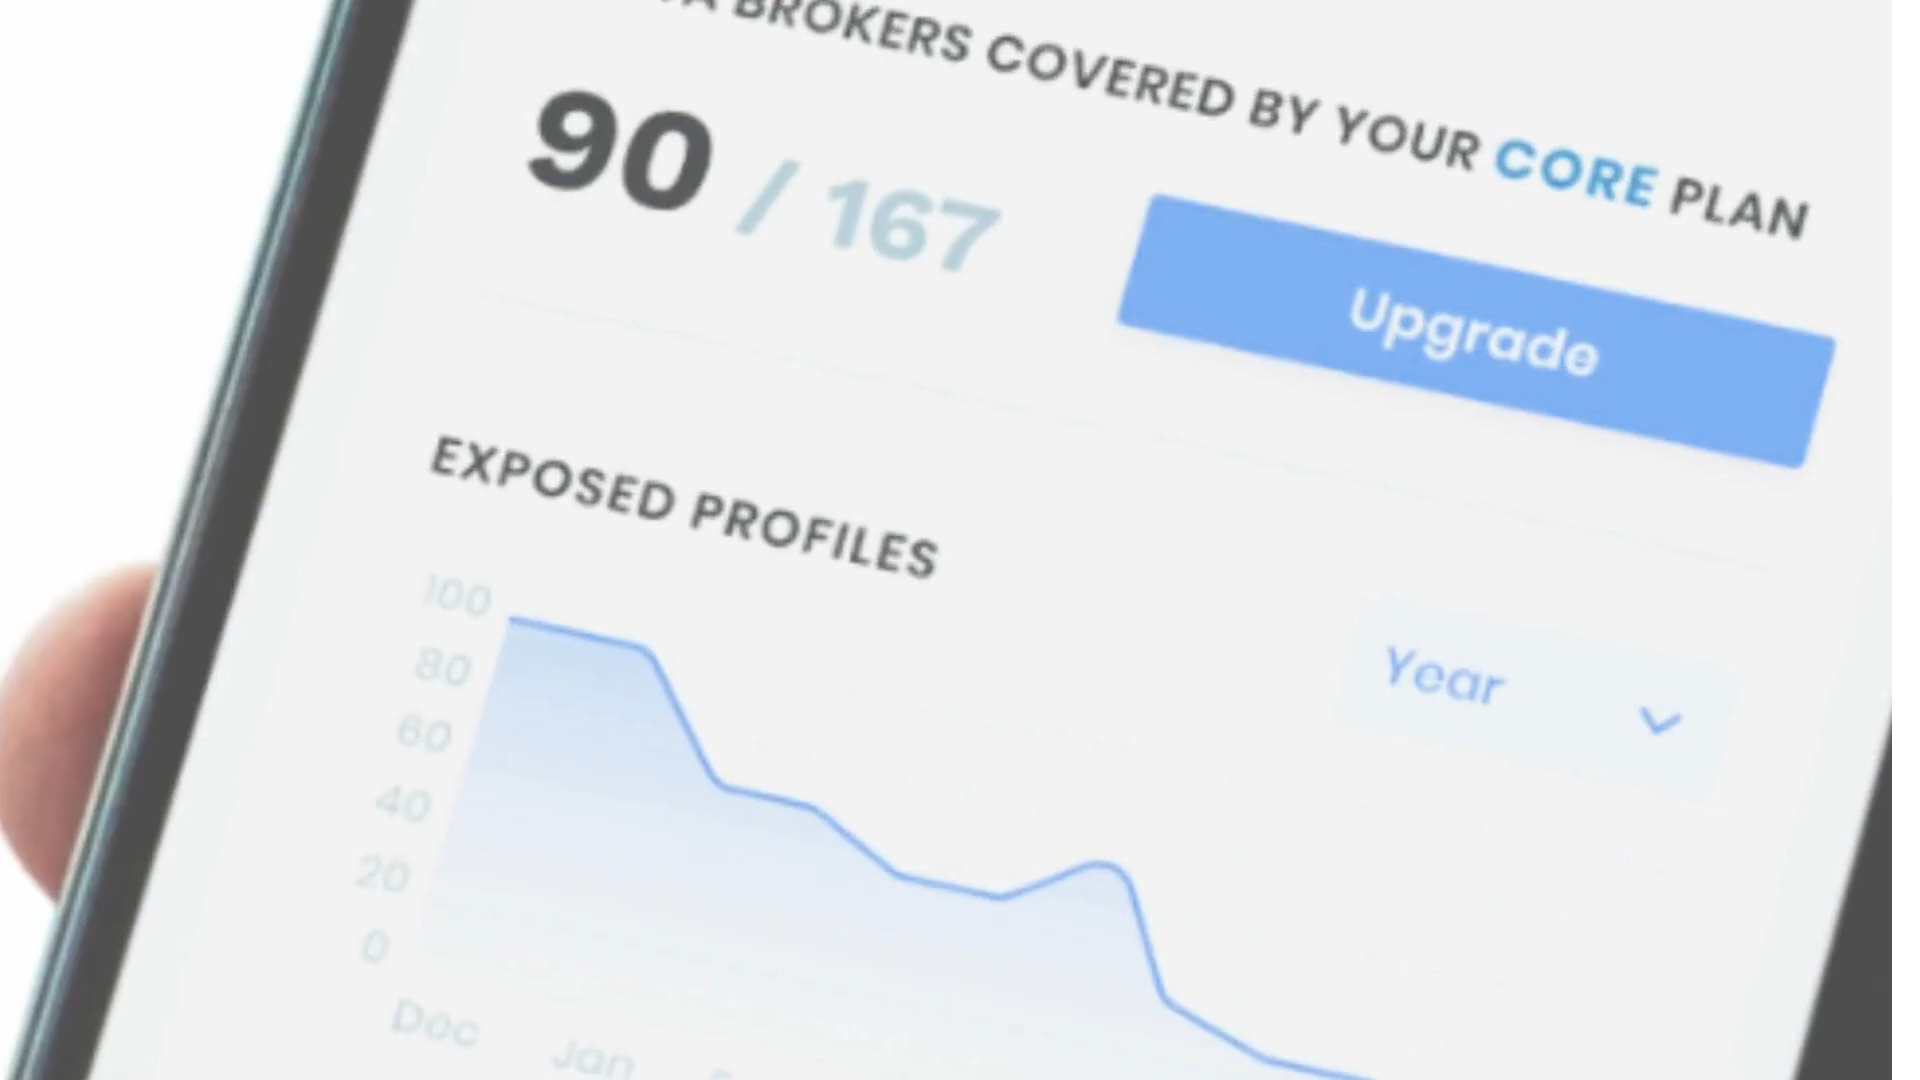 BROKERS COVERED BY YOUR CORE PLAN
90 / 167
Upgrade
EXPOSED PROFILES
Year
100
80
60
40
20
0
Dec
Jan